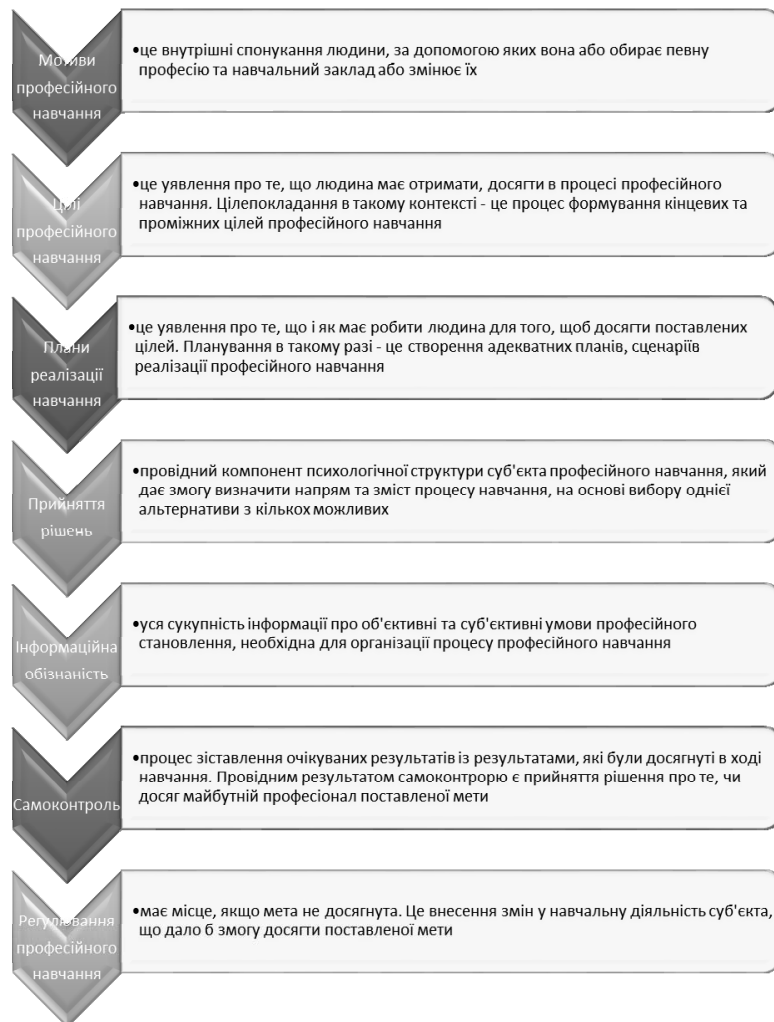 Мотиви
професійного
навчання
•це внутрішні спонукання людини, за допомогою яких вона або обирає певну
професію та навчальний заклад або змінює їх
Цілі
професійного
навчання
•це уявлення про те, що людина має отримати, досягти в процесі професійного
навчання. Цілепокладання в такому контексті - це процес формування кінцевих та
проміжних цілей професійного навчання
Плани
реалізації
навчання
•це уявлення про те, що і як має робити людина для того, щоб досягти поставлених
цілей. Планування в такому разі - це створення адекватних планів, сценаріїв
реалізації професійного навчання
Прийняття
рішень
•провідний компонент психологічної структури суб'єкта професійного навчання, який
дає змогу визначити напрям та зміст процесу навчання, на основі вибору однієї
альтернативи з кількох можливих
Інформаційна
обізнаність
•уся сукупність інформації про об'єктивні та суб'єктивні умови професійного
становлення, необхідна для організації процесу професійного навчання
Самоконтроль
•процес зіставлення очікуваних результатів із результатами, які були досягнуті в ході
навчання. Провідним результатом самоконтрорю є прийняття рішення про те, чи
досяг майбутній професіонал поставленої мети
Регулювання
професійного
навчання
•має місце, якщо мета не досягнута. Це внесення змін у навчальну діяльність суб'єкта,
що дало б змогу досягти поставленої мети